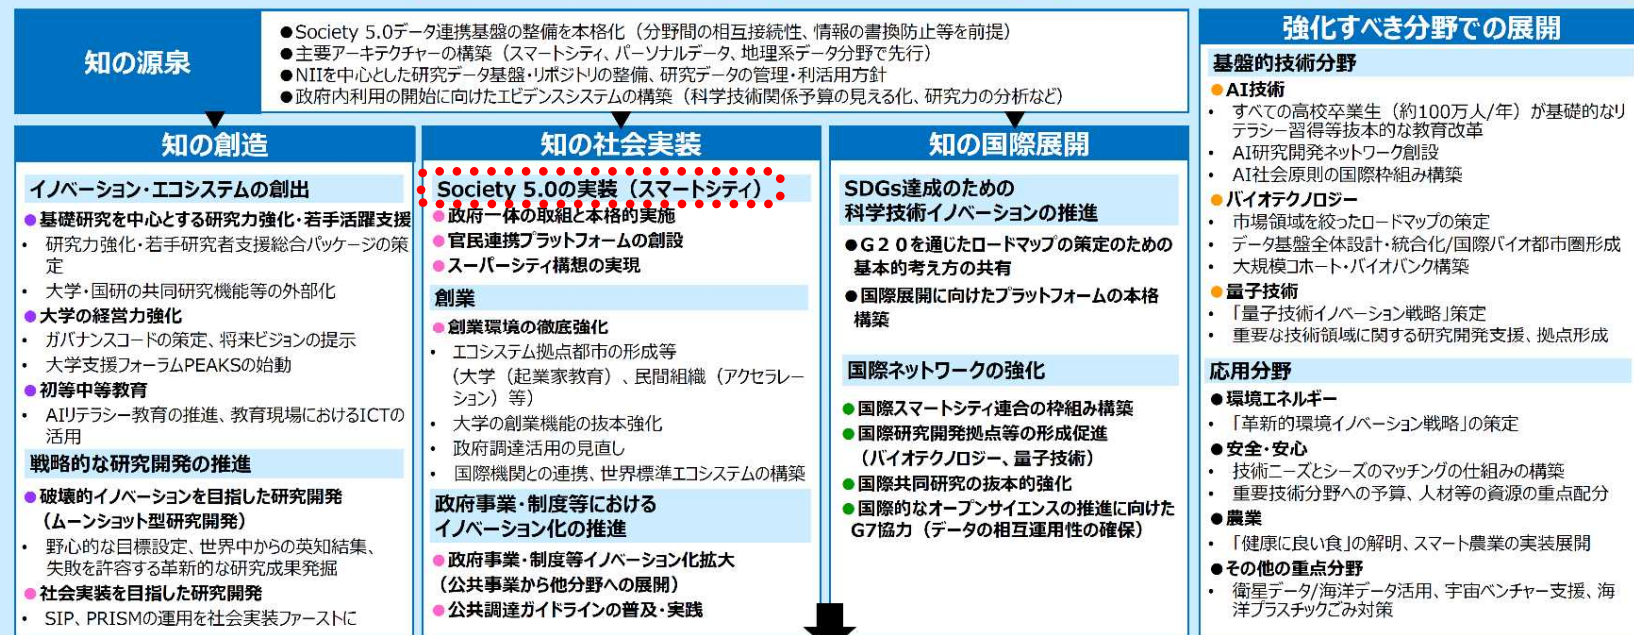 知の源泉
●Society 5.0データ連携基盤の整備を本格化（分野間の相互接続性、情報の書換防止等を前提）
●主要アーキテクチャーの構築（スマートシティ、パーソナルデータ、地理系データ分野で先行）
●NIIを中心とした研究データ基盤・リポジトリの整備、研究データの管理・利活用方針
●政府内利用の開始に向けたエビデンスシステムの構築（科学技術関係予算の見える化、研究力の分析など）
知の創造
イノベーション・エコシステムの創出
●基礎研究を中心とする研究力強化・若手活躍支援
・ 研究力強化・若手研究者支援総合パッケージの策
定
・ 大学・国研の共同研究機能等の外部化
●大学の経営力強化
・ ガバナンスコードの策定、将来ビジョンの提示
・ 大学支援フォーラムPEAKSの始動
●初等中等教育
・ AIリテラシー教育の推進、教育現場におけるICTの
活用
戦略的な研究開発の推進
●破壊的イノベーションを目指した研究開発
（ムーンショット型研究開発）
・ 野心的な目標設定、世界中からの英知結集、
失敗を許容する革新的な研究成果発掘
●社会実装を目指した研究開発
・ SIP、PRISMの運用を社会実装ファーストに
知の社会実装
Society 5.0の実装（スマートシティ）
●政府一体の取組と本格的実施
●官民連携プラットフォームの創設
●スーパーシティ構想の実現
創業
●創業環境の徹底強化
・ エコシステム拠点都市の形成等
（大学（起業家教育）、民間組織（アクセラレー
ション）等）
・ 大学の創業機能の抜本強化
・ 政府調達活用の見直し
・ 国際機関との連携、世界標準エコシステムの構築
政府事業・制度等における
イノベーション化の推進
●政府事業・制度等イノベーション化拡大
（公共事業から他分野への展開）
●公共調達ガイドラインの普及・実践
知の国際展開
SDGs達成のための
科学技術イノベーションの推進
●G２０を通じたロードマップの策定のための
基本的考え方の共有
●国際展開に向けたプラットフォームの本格
構築
国際ネットワークの強化
●国際スマートシティ連合の枠組み構築
●国際研究開発拠点等の形成促進
（バイオテクノロジー、量子技術）
●国際共同研究の抜本的強化
●国際的なオープンサイエンスの推進に向けた
G7協力（データの相互運用性の確保）
強化すべき分野での展開
基盤的技術分野
●AI技術
・ すべての高校卒業生（約100万人/年）が基礎的なリ
テラシー習得等抜本的な教育改革
・ AI研究開発ネットワーク創設
・ AI社会原則の国際枠組み構築
●バイオテクノロジー
・ 市場領域を絞ったロードマップの策定
・ データ基盤全体設計・統合化/国際バイオ都市圏形成
・ 大規模コホート・バイオバンク構築
●量子技術
・ 「量子技術イノベーション戦略」策定
・ 重要な技術領域に関する研究開発支援、拠点形成
応用分野
●環境エネルギー
・ 「革新的環境イノベーション戦略」の策定
●安全・安心
・ 技術ニーズとシーズのマッチングの仕組みの構築
・ 重要技術分野への予算、人材等の資源の重点配分
●農業
・ 「健康に良い食」の解明、スマート農業の実装展開
●その他の重点分野
・ 衛星データ/海洋データ活用、宇宙ベンチャー支援、海
洋プラスチックごみ対策